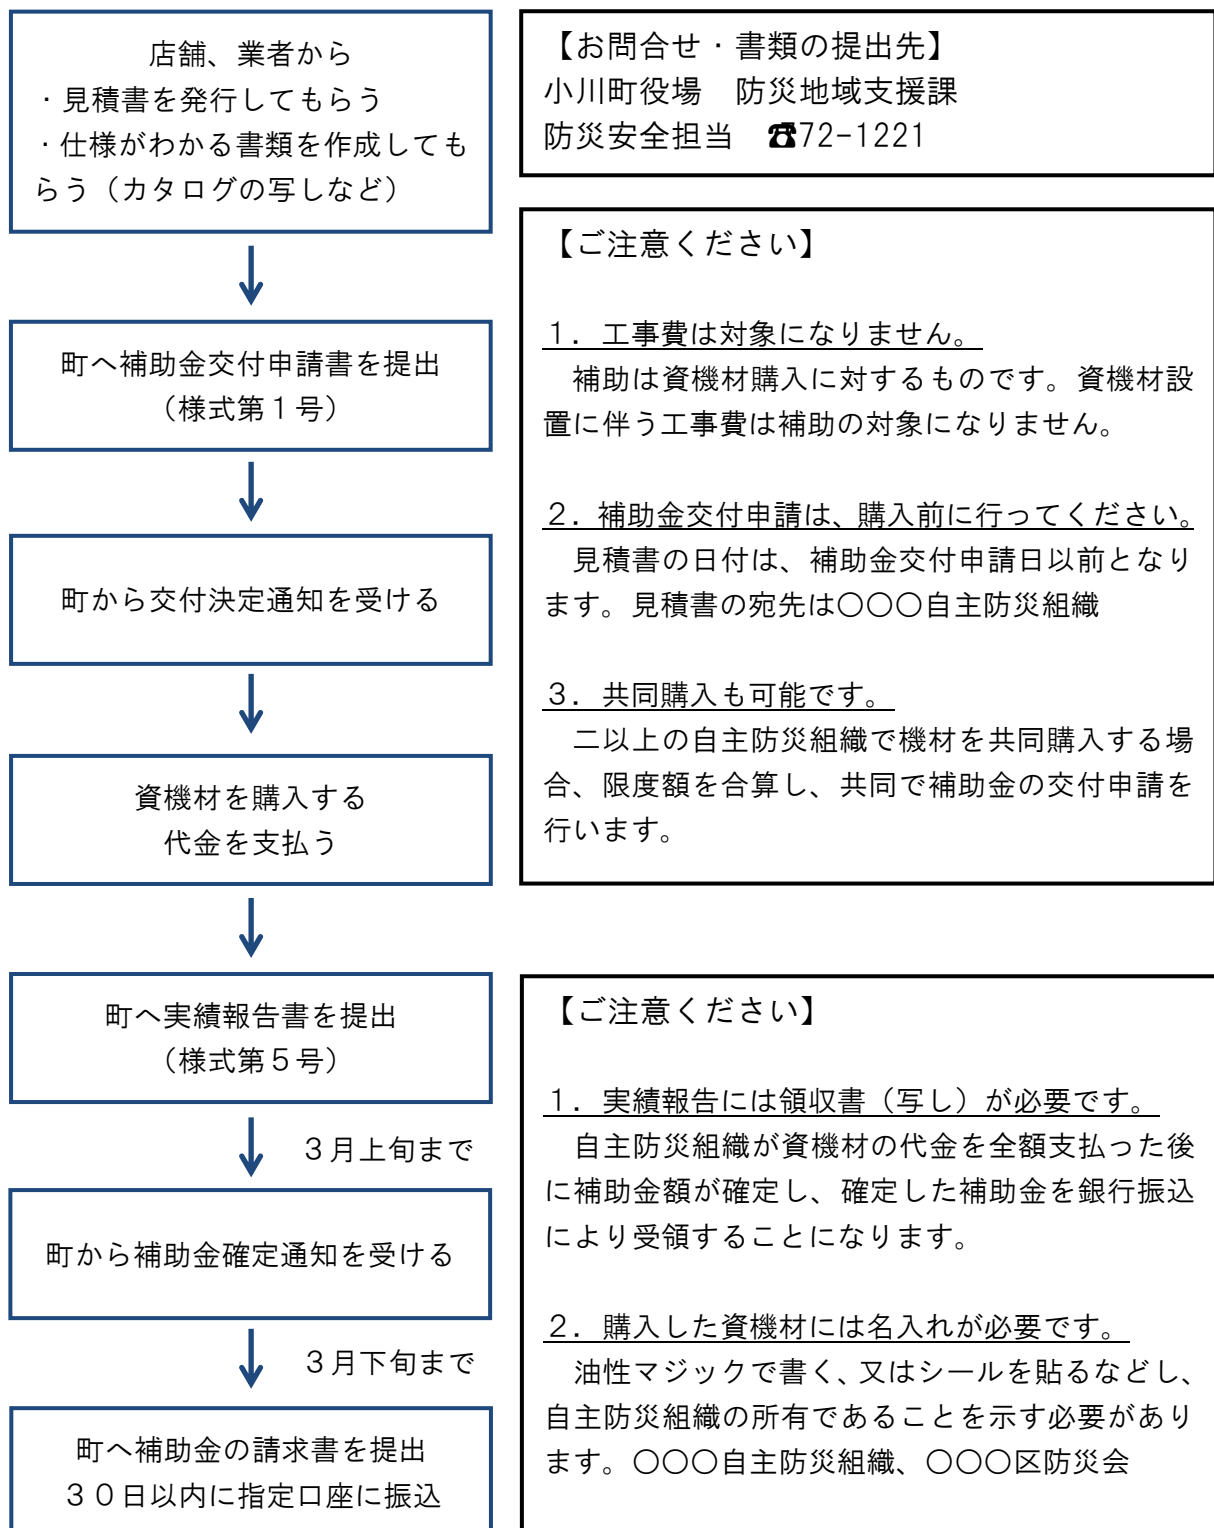 店舗、業者から
・見積書を発行してもらう
・仕様がわかる書類を作成しても
らう（カタログの写しなど）
町へ補助金交付申請書を提出
（様式第１号）
町から交付決定通知を受ける
資機材を購入する
代金を支払う
町へ実績報告書を提出
（様式第５号）
３月上旬まで
町から補助金確定通知を受ける
３月下旬まで
町へ補助金の請求書を提出
３０日以内に指定口座に振込
【お問合せ・書類の提出先】
小川町役場　防災地域支援課
防災安全担当　☎72-1221
【ご注意ください】
１．工事費は対象になりません。
　補助は資機材購入に対するものです。資機材設
置に伴う工事費は補助の対象になりません。
２．補助金交付申請は、購入前に行ってください。
　見積書の日付は、補助金交付申請日以前となり
ます。見積書の宛先は〇〇〇自主防災組織
３．共同購入も可能です。
　二以上の自主防災組織で機材を共同購入する場
合、限度額を合算し、共同で補助金の交付申請を
行います。
【ご注意ください】
１．実績報告には領収書（写し）が必要です。
　自主防災組織が資機材の代金を全額支払った後
に補助金額が確定し、確定した補助金を銀行振込
により受領することになります。
２．購入した資機材には名入れが必要です。
　油性マジックで書く、又はシールを貼るなどし、
自主防災組織の所有であることを示す必要があり
ます。〇〇〇自主防災組織、〇〇〇区防災会